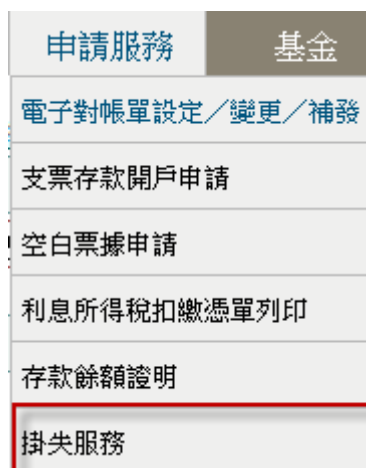 申請服務 基金
電子對帳單設定／變更／補發
支票存款開戶申請
空白票據申請
利息所得稅扣繳憑單列印
存款餘額證明
掛失服務